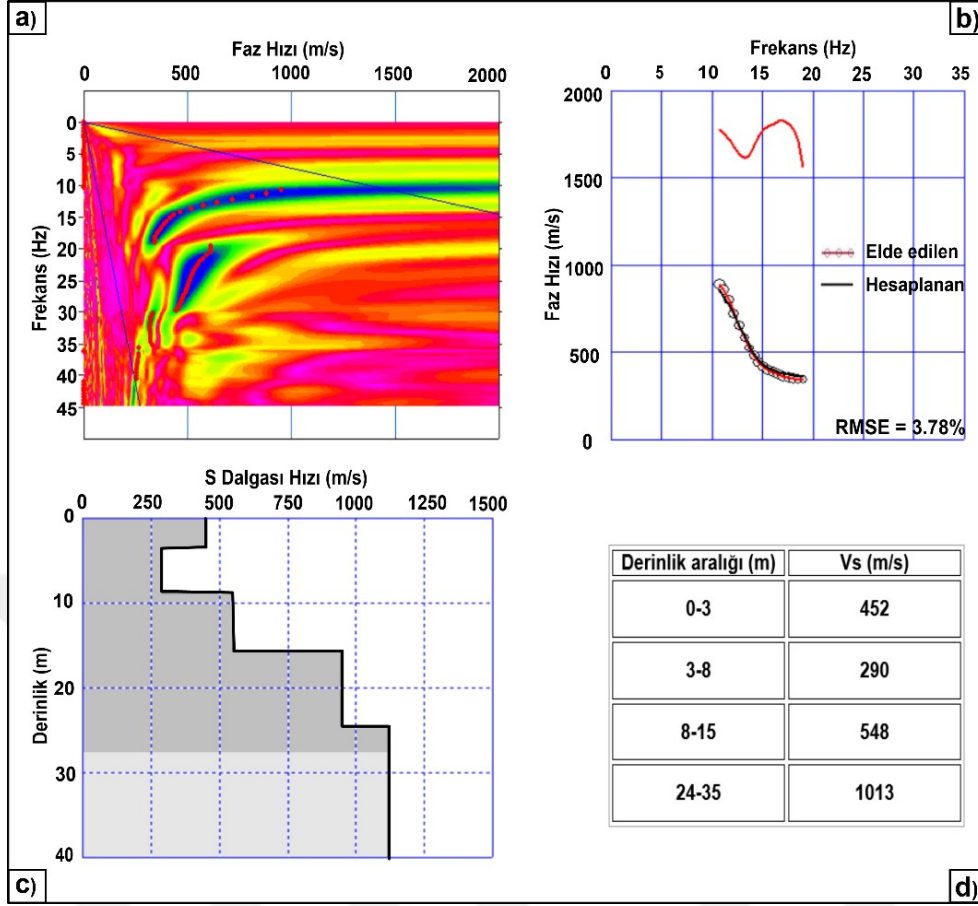 a)
Faz Hızı (m/s)
0 500 1000 1500 2000
Frekans (Hz)
0
5
10
15
20
25
30
35
40
45
b)
Frekans (Hz)
0 5 10 15 20 25 30 35
Faz Hızı (m/s)
2000
1500
1000
500
0
Elde edilen
Hesaplanan
RMSE = 3.78%
S Dalgası Hızı (m/s)
0 250 500 750 1000 1250 1500
Derinlik (m)
0
10
20
30
40
c)
Derinlik aralığı (m) Vs (m/s)
0-3 452
3-8 290
8-15 548
24-35 1013
d)